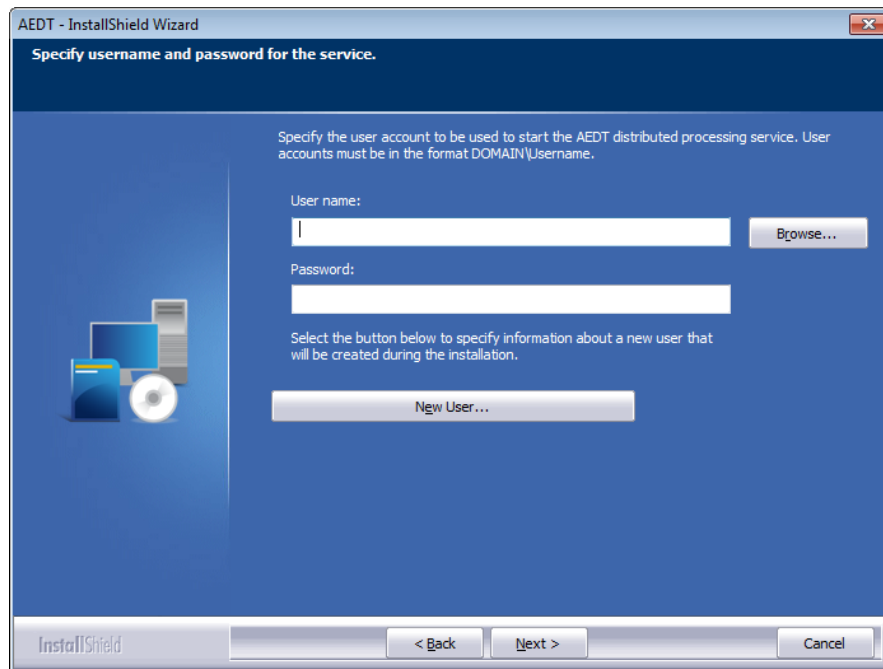 AEDT - InstallShield Wizard
Specify username and password for the service.
Specify the user account to be used to start the AEDT distributed processing service. User
accounts must be in the format DOMAIN\Username.
User name:
Browse...
Password:
Select the button below to specify information about a new user that
will be created during the installation.
New User...
InstallShield
< Back
Next >
Cancel